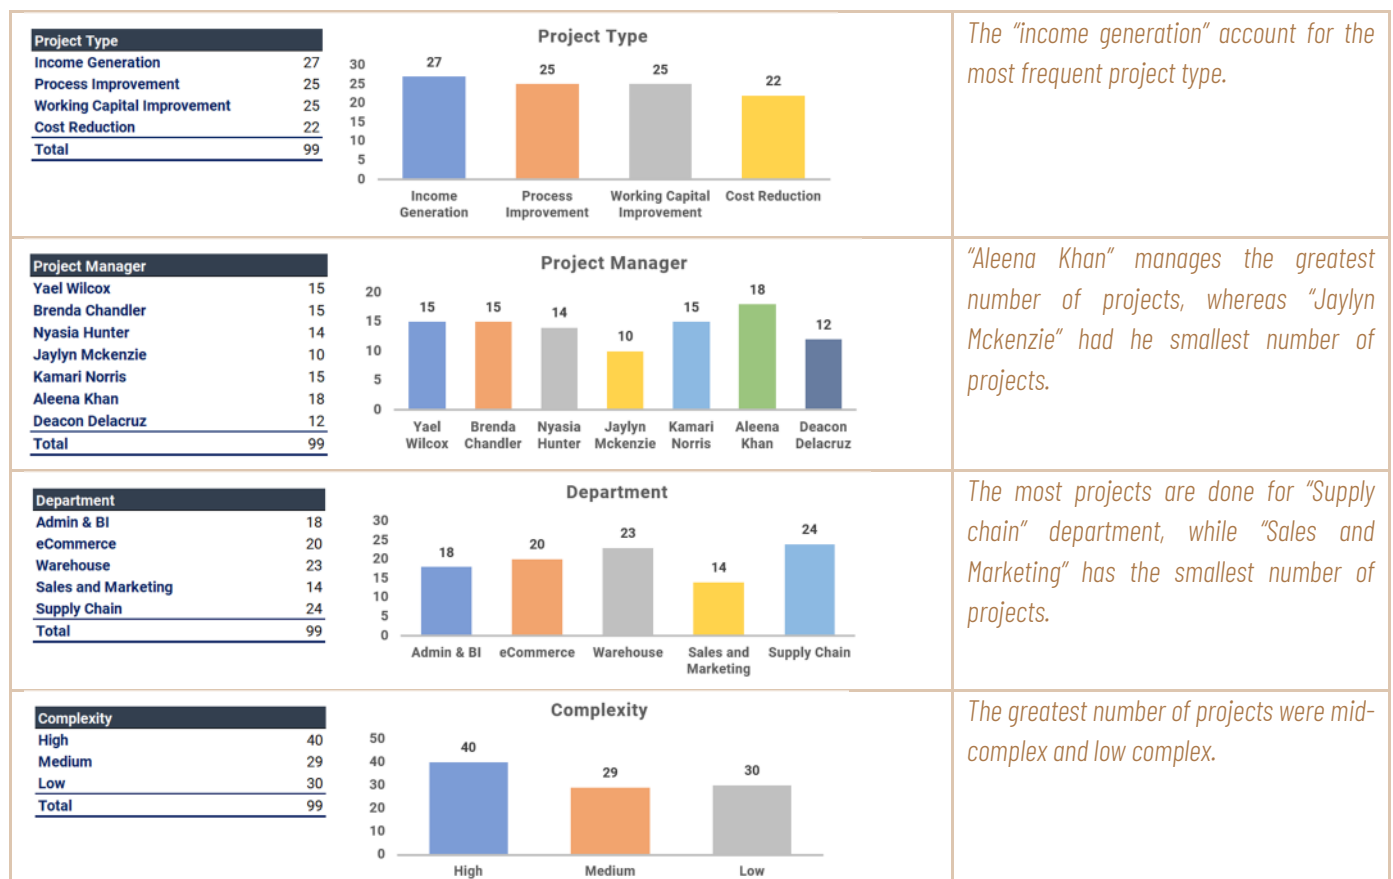 Project Type
Income Generation 27
Process Improvement 25
Working Capital Improvement 25
Cost Reduction 22
Total 99
Project Type
30
25
20
15
10
5
0
27
25
25
22
Income
Generation
Process
Improvement
Working Capital
Improvement
Cost Reduction
The “income generation” account for the
most frequent project type.
Project Manager
Yael Wilcox 15
Brenda Chandler 15
Nyasia Hunter 14
Jaylyn Mckenzie 10
Kamari Norris 15
Aleena Khan 18
Deacon Delacruz 12
Total 99
Project Manager
20
15
10
5
0
15
15
14
10
15
18
12
Yael
Wilcox
Brenda
Chandler
Nyasia
Hunter
Jaylyn
Mckenzie
Kamari
Norris
Aleena
Khan
Deacon
Delacruz
“Aleena Khan” manages the greatest
number of projects, whereas “Jaylyn
Mckenzie” had he smallest number of
projects.
Department
Admin & BI 18
eCommerce 20
Warehouse 23
Sales and Marketing 14
Supply Chain 24
Total 99
Department
30
25
20
15
10
5
0
18
20
23
14
24
Admin & BI
eCommerce
Warehouse
Sales and
Marketing
Supply Chain
The most projects are done for “Supply
chain” department, while “Sales and
Marketing” has the smallest number of
projects.
Complexity
High 40
Medium 29
Low 30
Total 99
Complexity
50
40
30
20
10
0
40
29
30
High
Medium
Low
The greatest number of projects were mid-
complex and low complex.